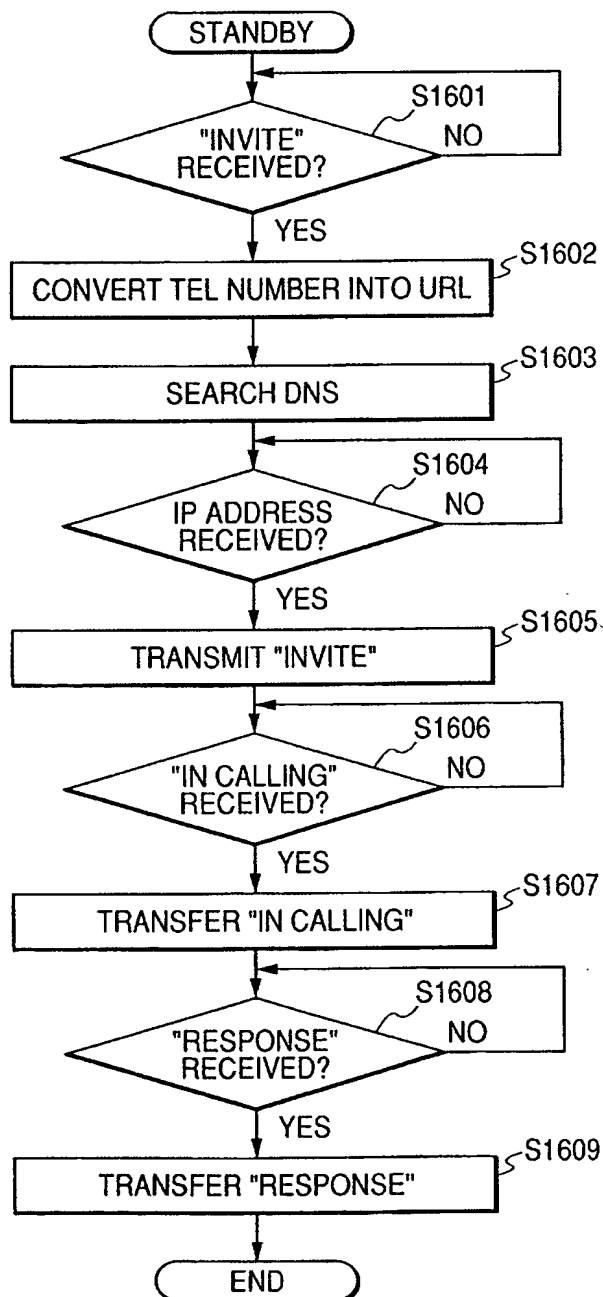 STANDBY
S1601
"INVITE"
RECEIVED?
NO
YES
S1602
CONVERT TEL NUMBER INTO URL
S1603
SEARCH DNS
S1604
IP ADDRESS
RECEIVED?
NO
YES
S1605
TRANSMIT "INVITE"
S1606
"IN CALLING"
RECEIVED?
NO
YES
S1607
TRANSFER "IN CALLING"
S1608
"RESPONSE"
RECEIVED?
NO
YES
S1609
TRANSFER "RESPONSE"
END